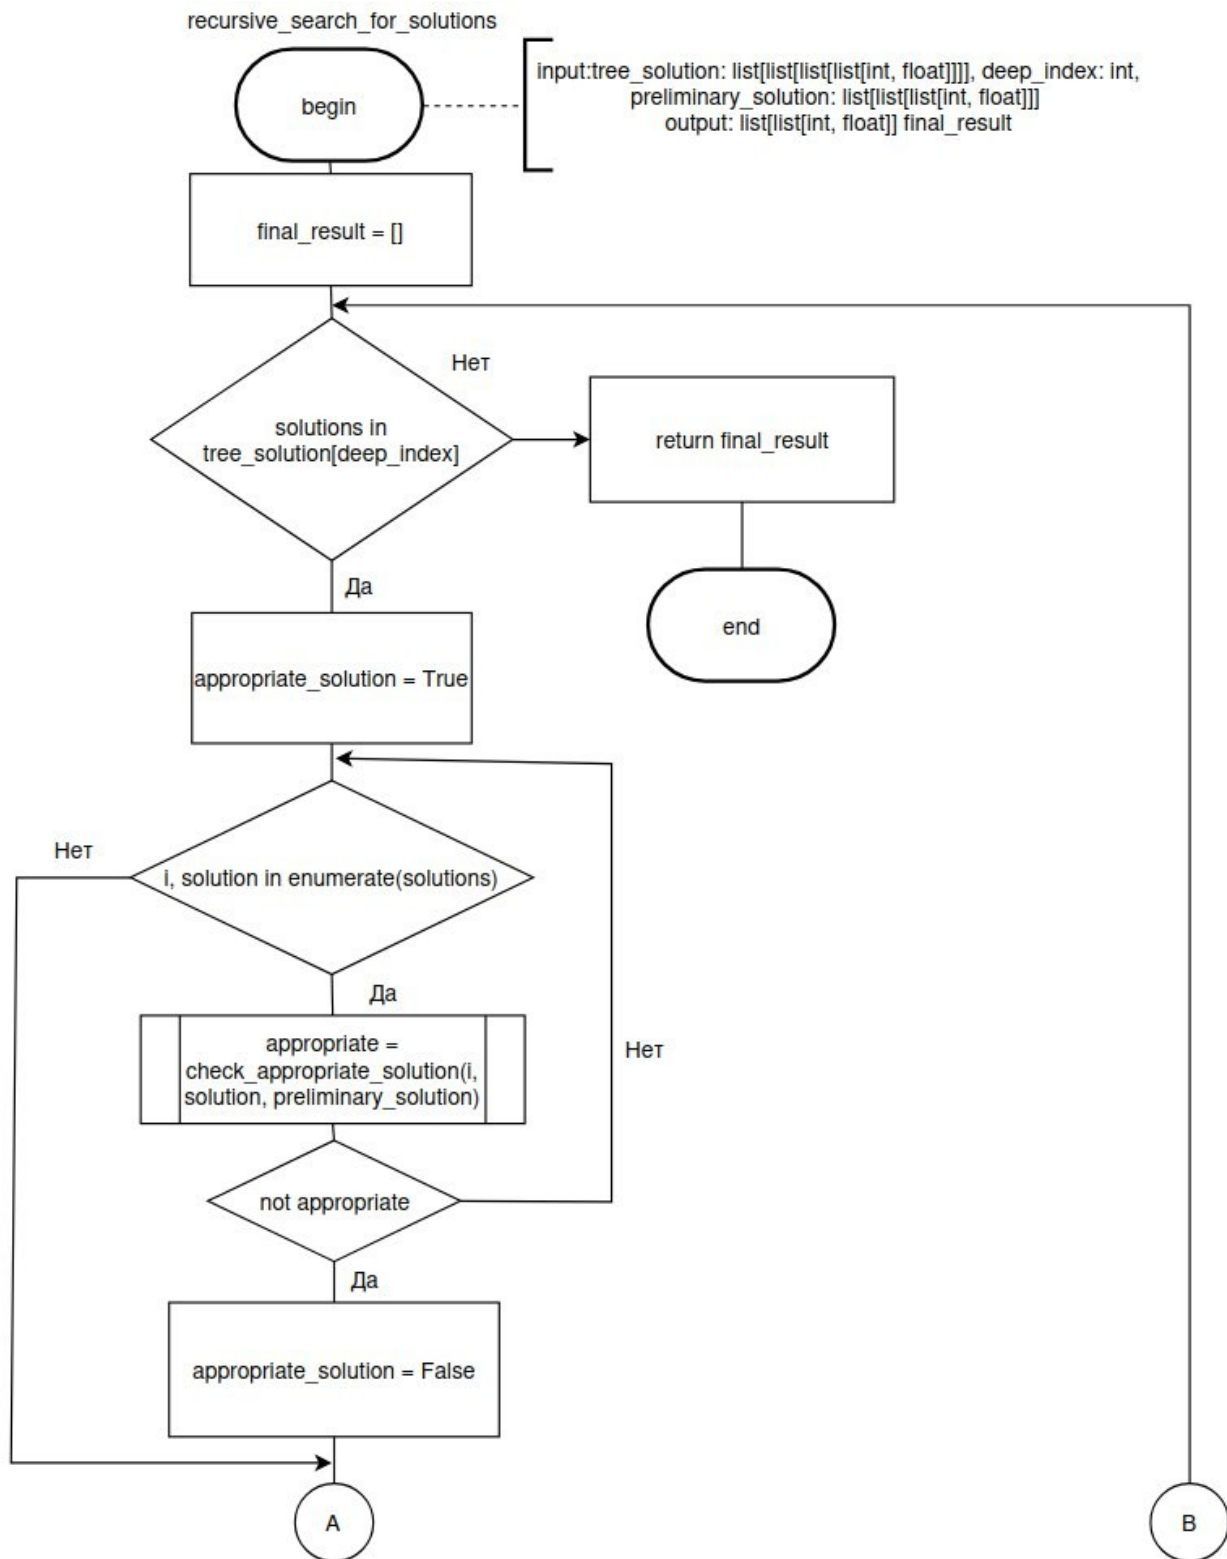 recursive_search_for_solutions
begin
input:tree_solution: list[list[list[list[int, float]]]], deep_index: int,
preliminary_solution: list[list[list[int, float]]]
output: list[list[int, float]] final_result
final_result = []
Нет
solutions in
tree_solution[deep_index]
return final_result
Да
end
appropriate_solution = True
Нет
i, solution in enumerate(solutions)
Да
appropriate =
check_appropriate_solution(i,
solution, preliminary_solution)
Нет
not appropriate
Да
appropriate_solution = False
A
B